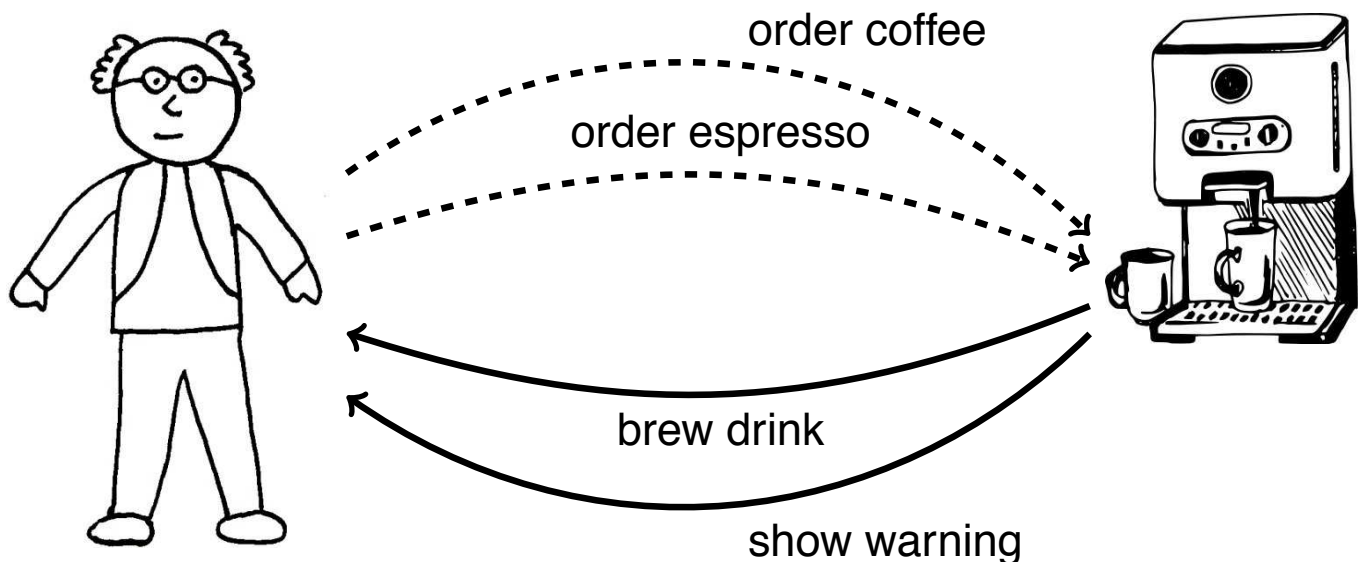 order coffee
order espresso
brew drink
show warning